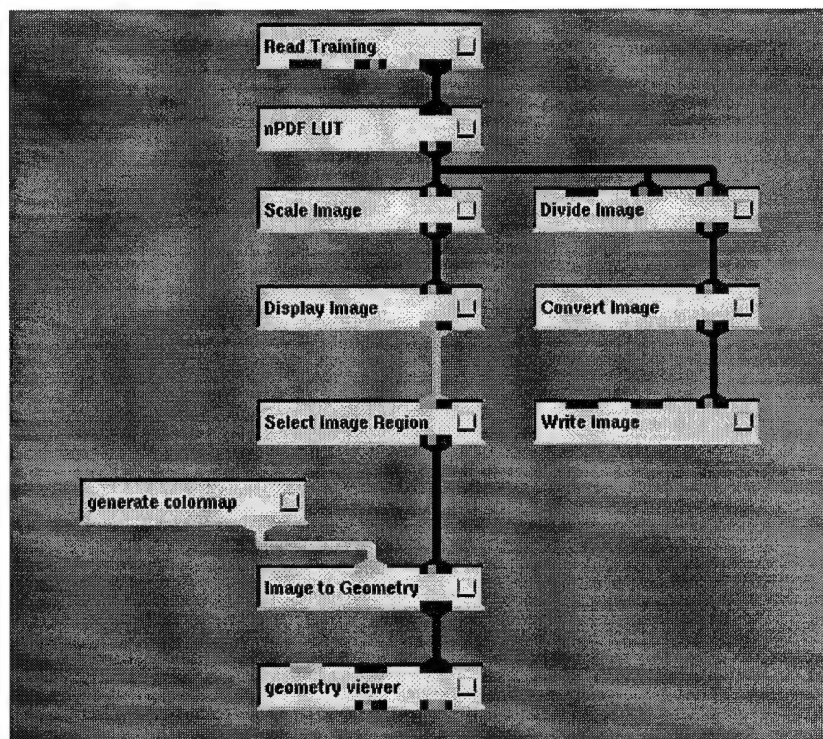 Read Training
nPDF LUT
Scale Image
Divide Image
Display Image
Convert Image
Select Image Region
Write Image
generate colormap
Image to Geometry
geometry viewer